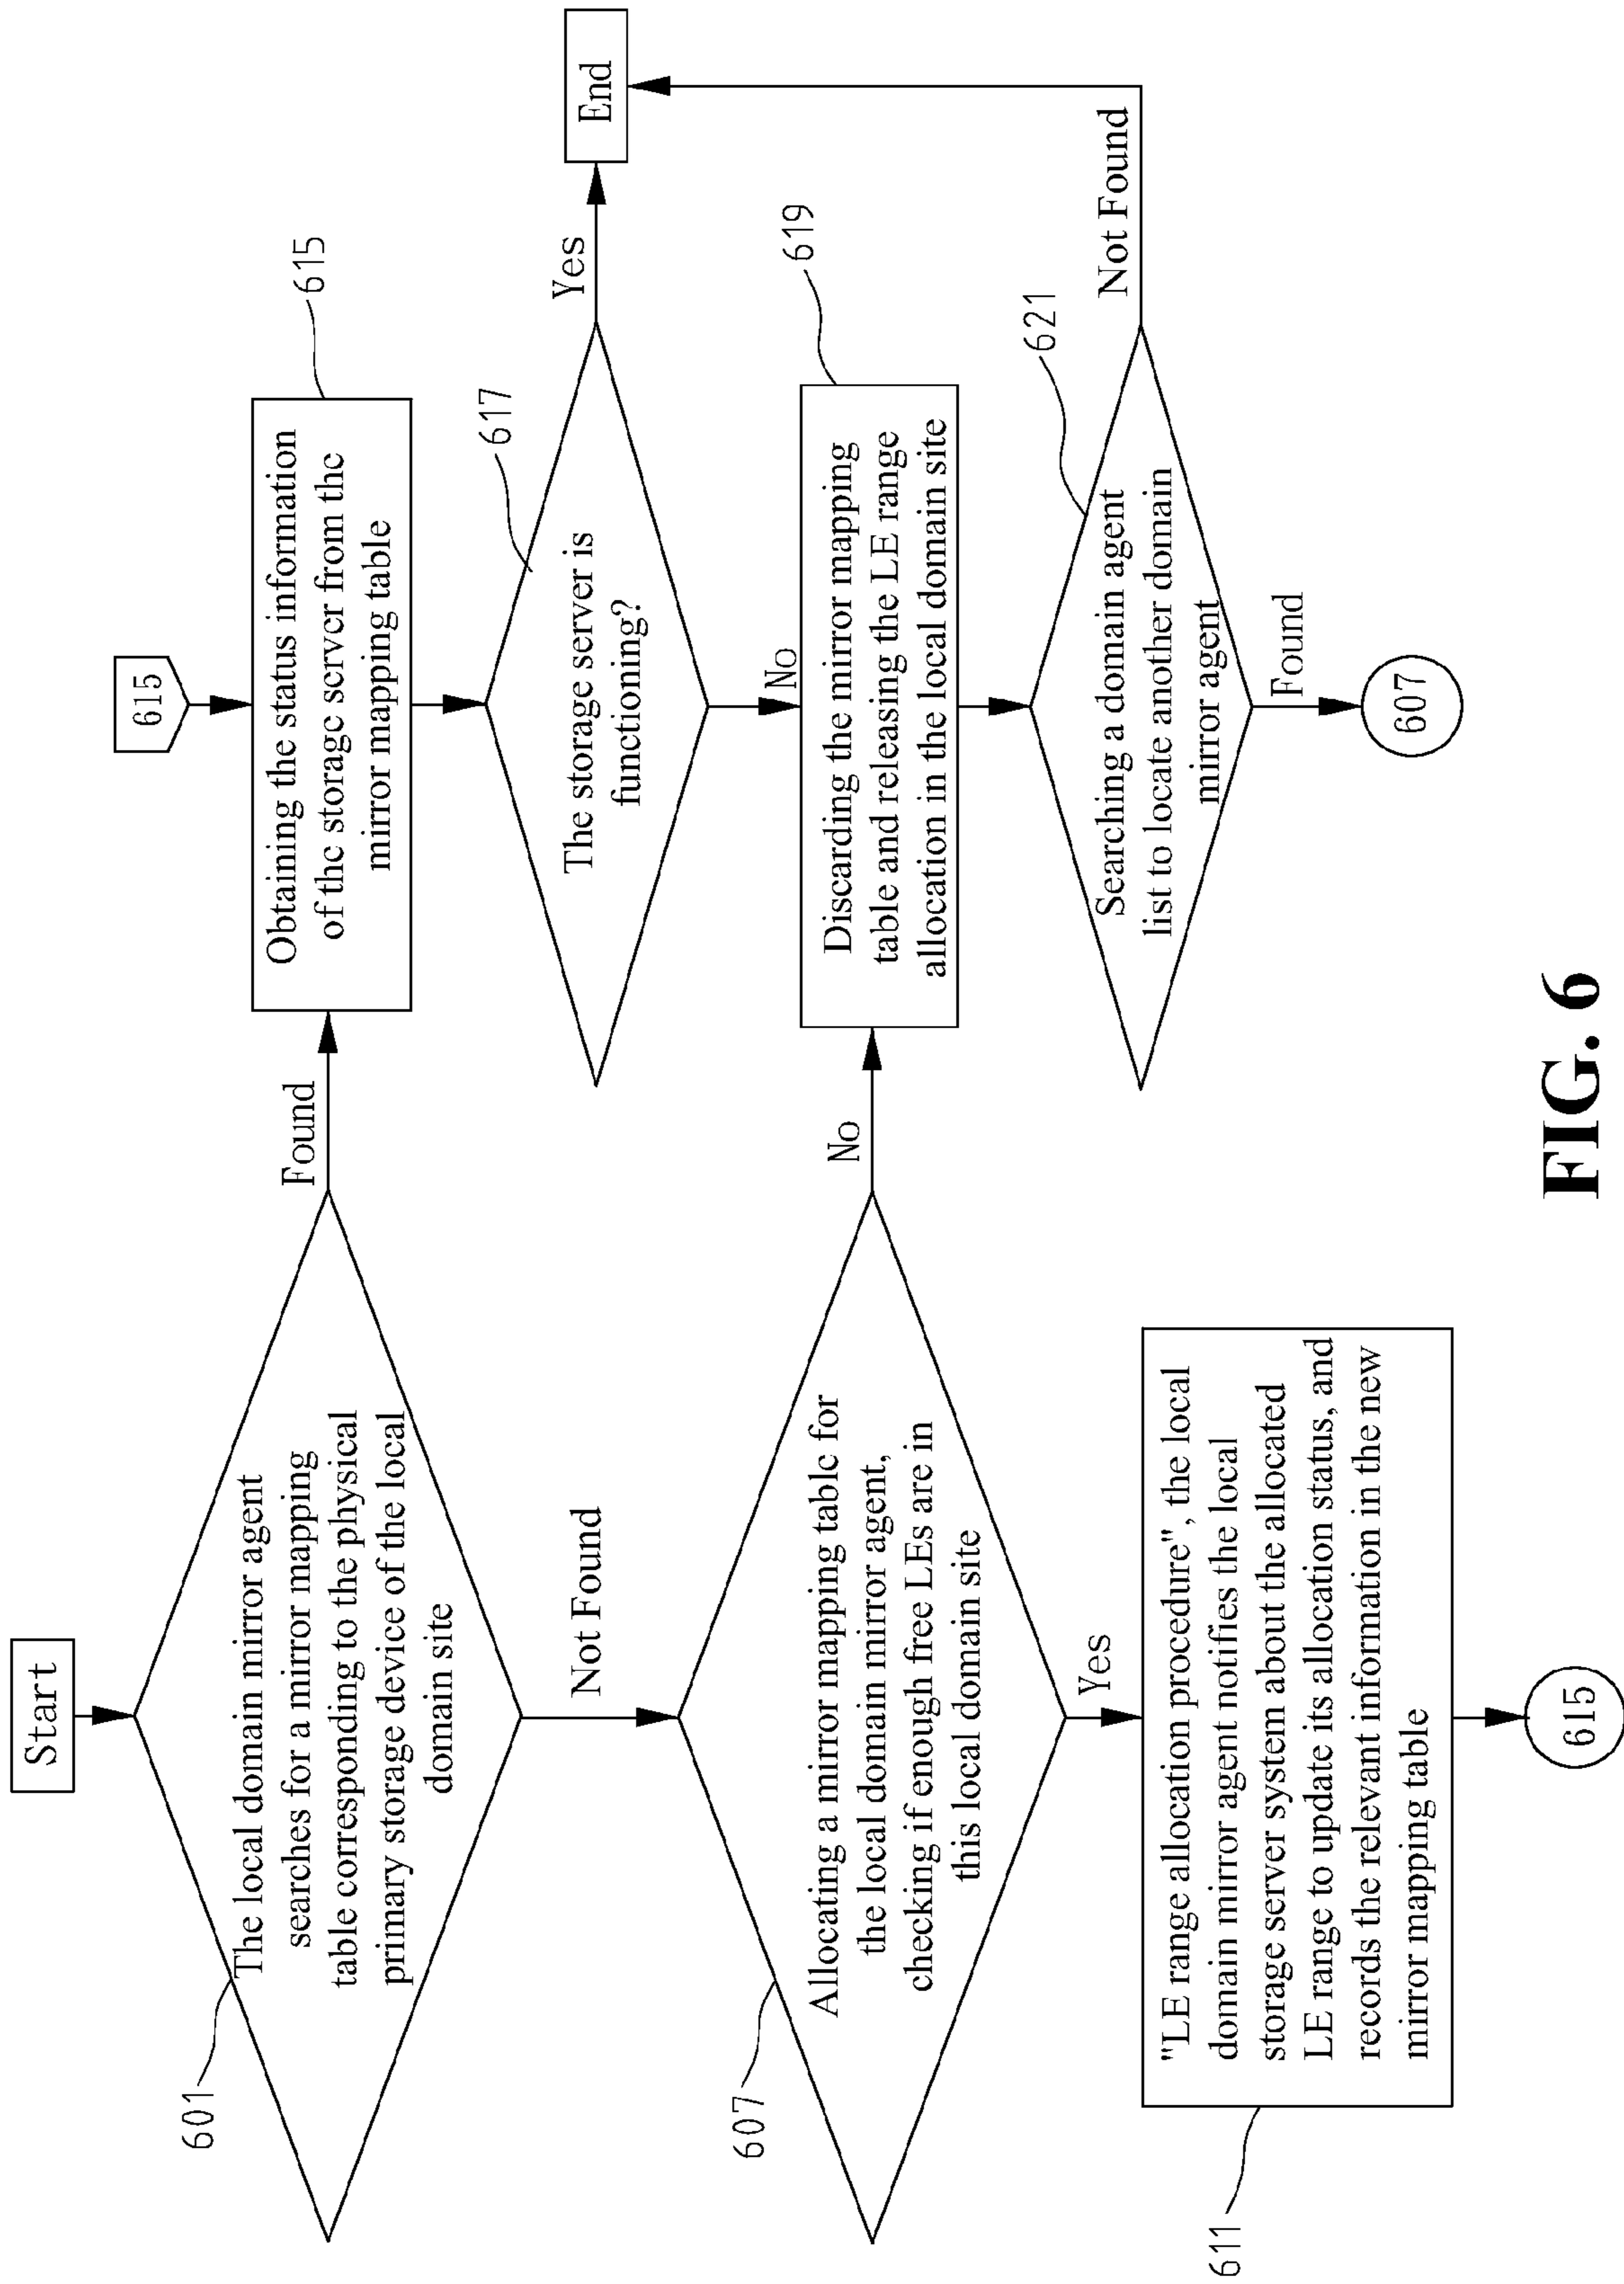 Start
601
The local domain mirror agent
searches for a mirror mapping
table corresponding to the physical
primary storage device of the local
domain site
Found
Not Found
607
Allocating a mirror mapping table for
the local domain mirror agent,
checking if enough free LEs are in
this local domain site
No
Yes
611
"LE range allocation procedure", the local
domain mirror agent notifies the local
storage server system about the allocated
LE range to update its allocation status, and
records the relevant information in the new
mirror mapping table
615
615
615
Obtaining the status information
of the storage server from the
mirror mapping table
617
The storage server is
functioning?
Yes
End
No
619
Discarding the mirror mapping
table and releasing the LE range
allocation in the local domain site
621
Searching a domain agent
list to locate another domain
mirror agent
Not Found
Found
607
FIG. 6